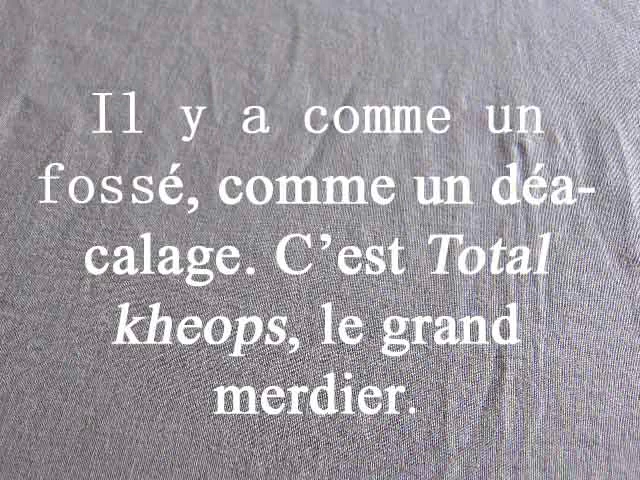 Il y a comme un
fossé, comme un déa-
calage. C’est Total
kheops, le grand
merdier.